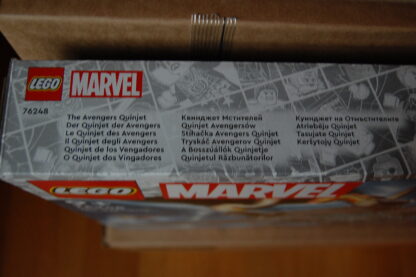 LEGO MARVEL
76248
The Avengers Quinjet
Der Quinjet der Avengers
Le Quinjet des Avengers
Il Quinjet degli Avengers
Quinjet de los Vengadores
O Quinjet dos Vingadores
Квинджет Мстителей
Quinjet Avengersów
Stíhačka Avengers Quinjet
Tryskáč Avengerov Quinjet
A Bosszúállók Quinjetje
Quinjetul Răzbunătorilor
Куинджет на Отмъстителите
Atriebēju Quinjet
Tasujate Quinjet
Keršytojų Quinjet
LEGO MARVEL